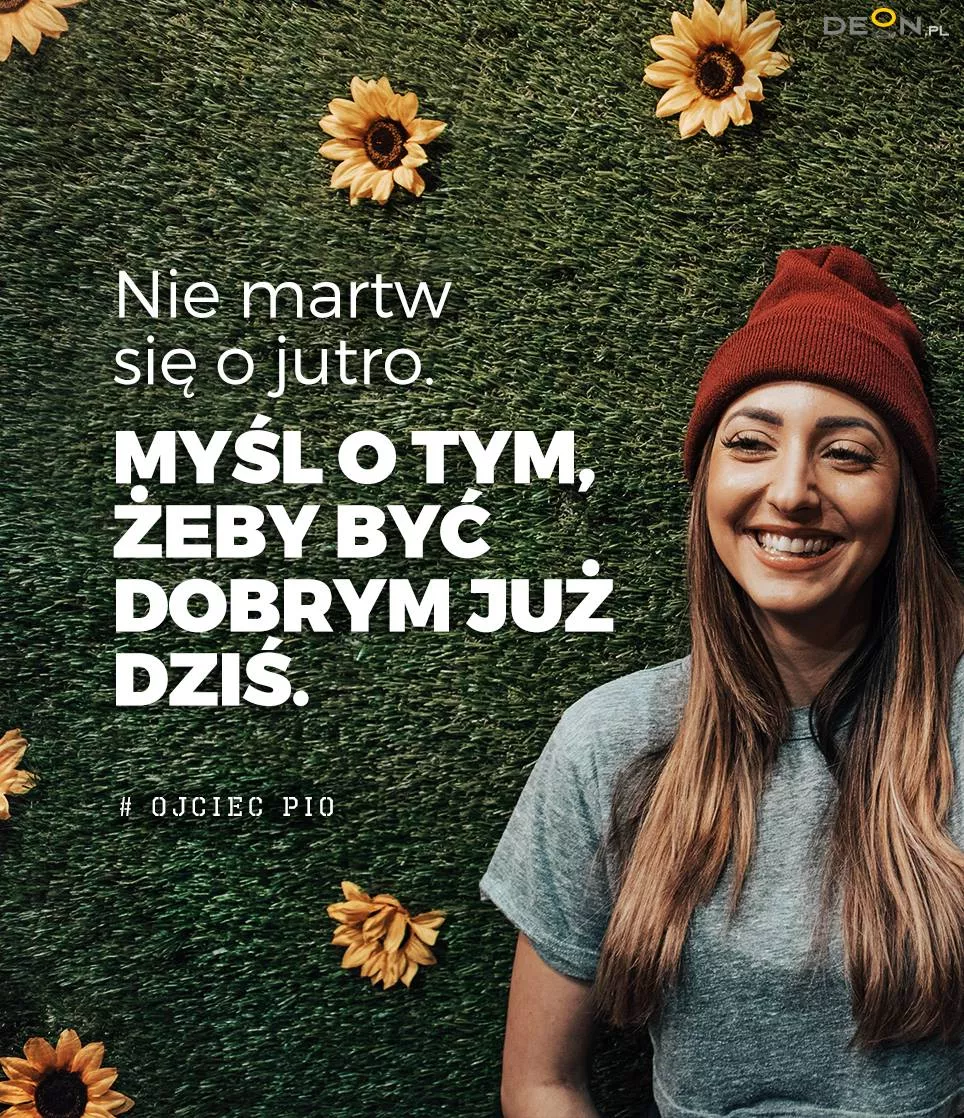 DEON.PL
Nie martw
się o jutro.
MYŚL O TYM,
ŻEBY BYĆ
DOBRYM JUŻ
DZIŚ.
# OJCIEC PIO